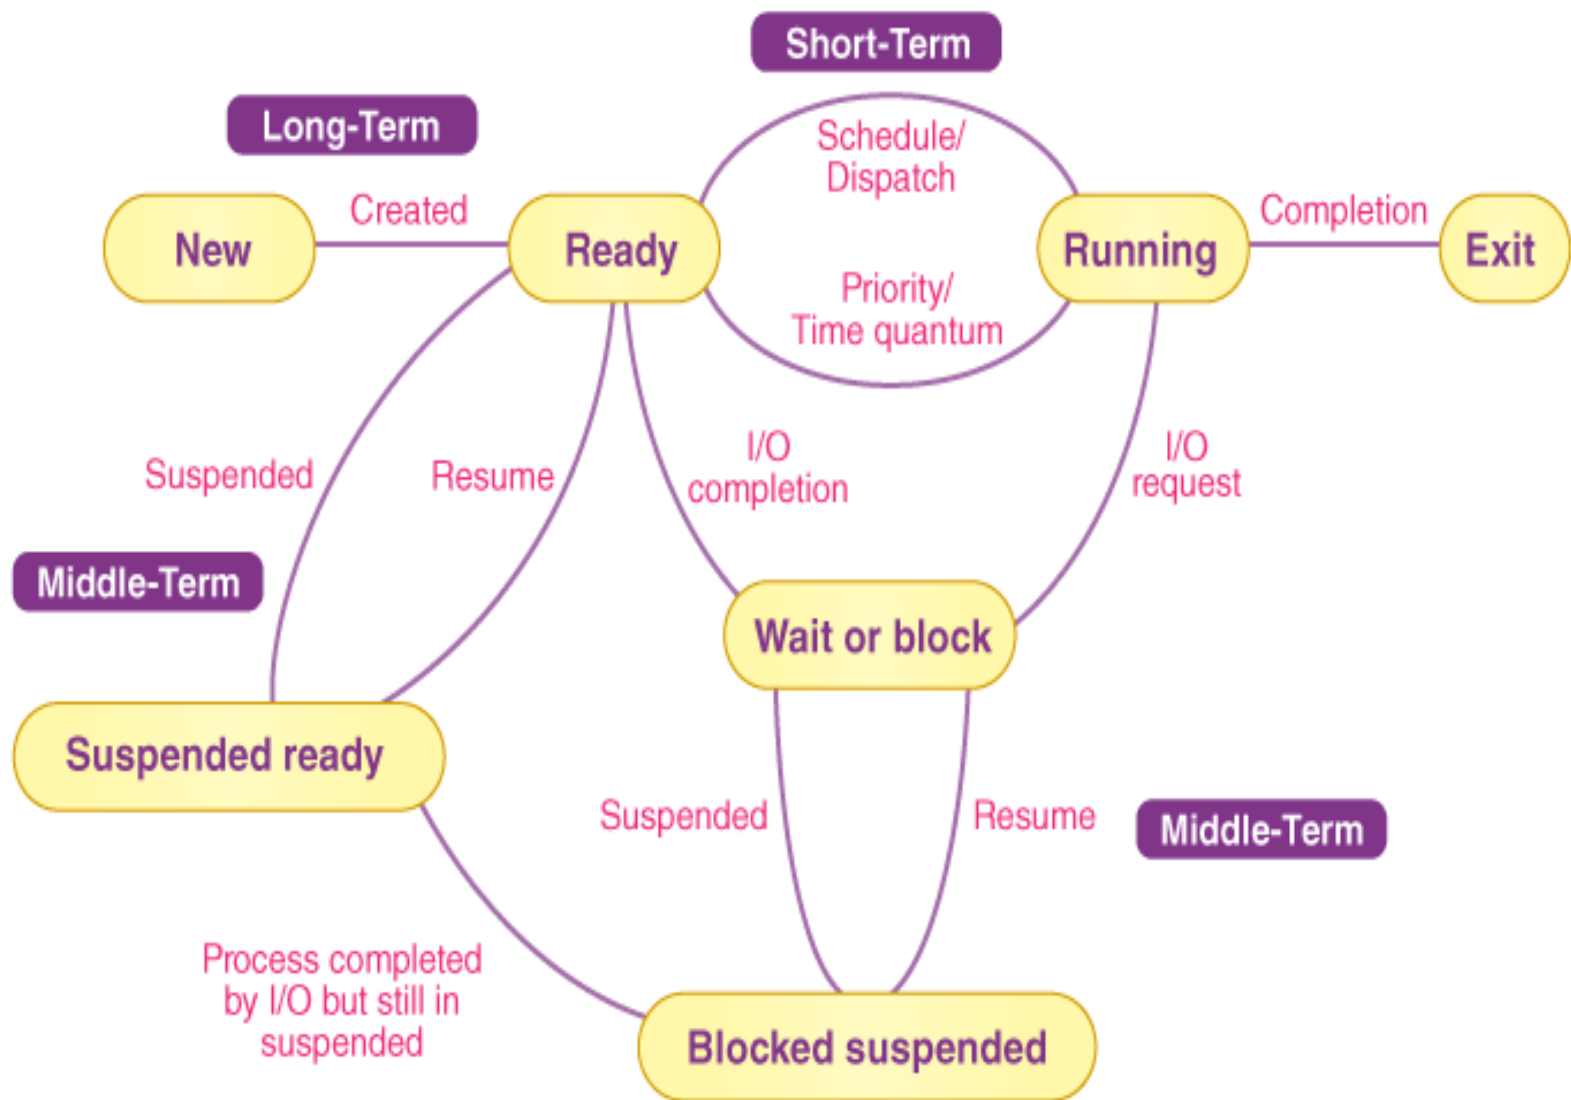 Short-Term
Long-Term
Schedule/
Dispatch
Created
Completion
New
Ready
Running
Exit
Priority/
Time quantum
Suspended
Resume
I/O
completion
I/O
request
Middle-Term
Wait or block
Suspended ready
Suspended
Resume
Middle-Term
Process completed
by I/O but still in
suspended
Blocked suspended